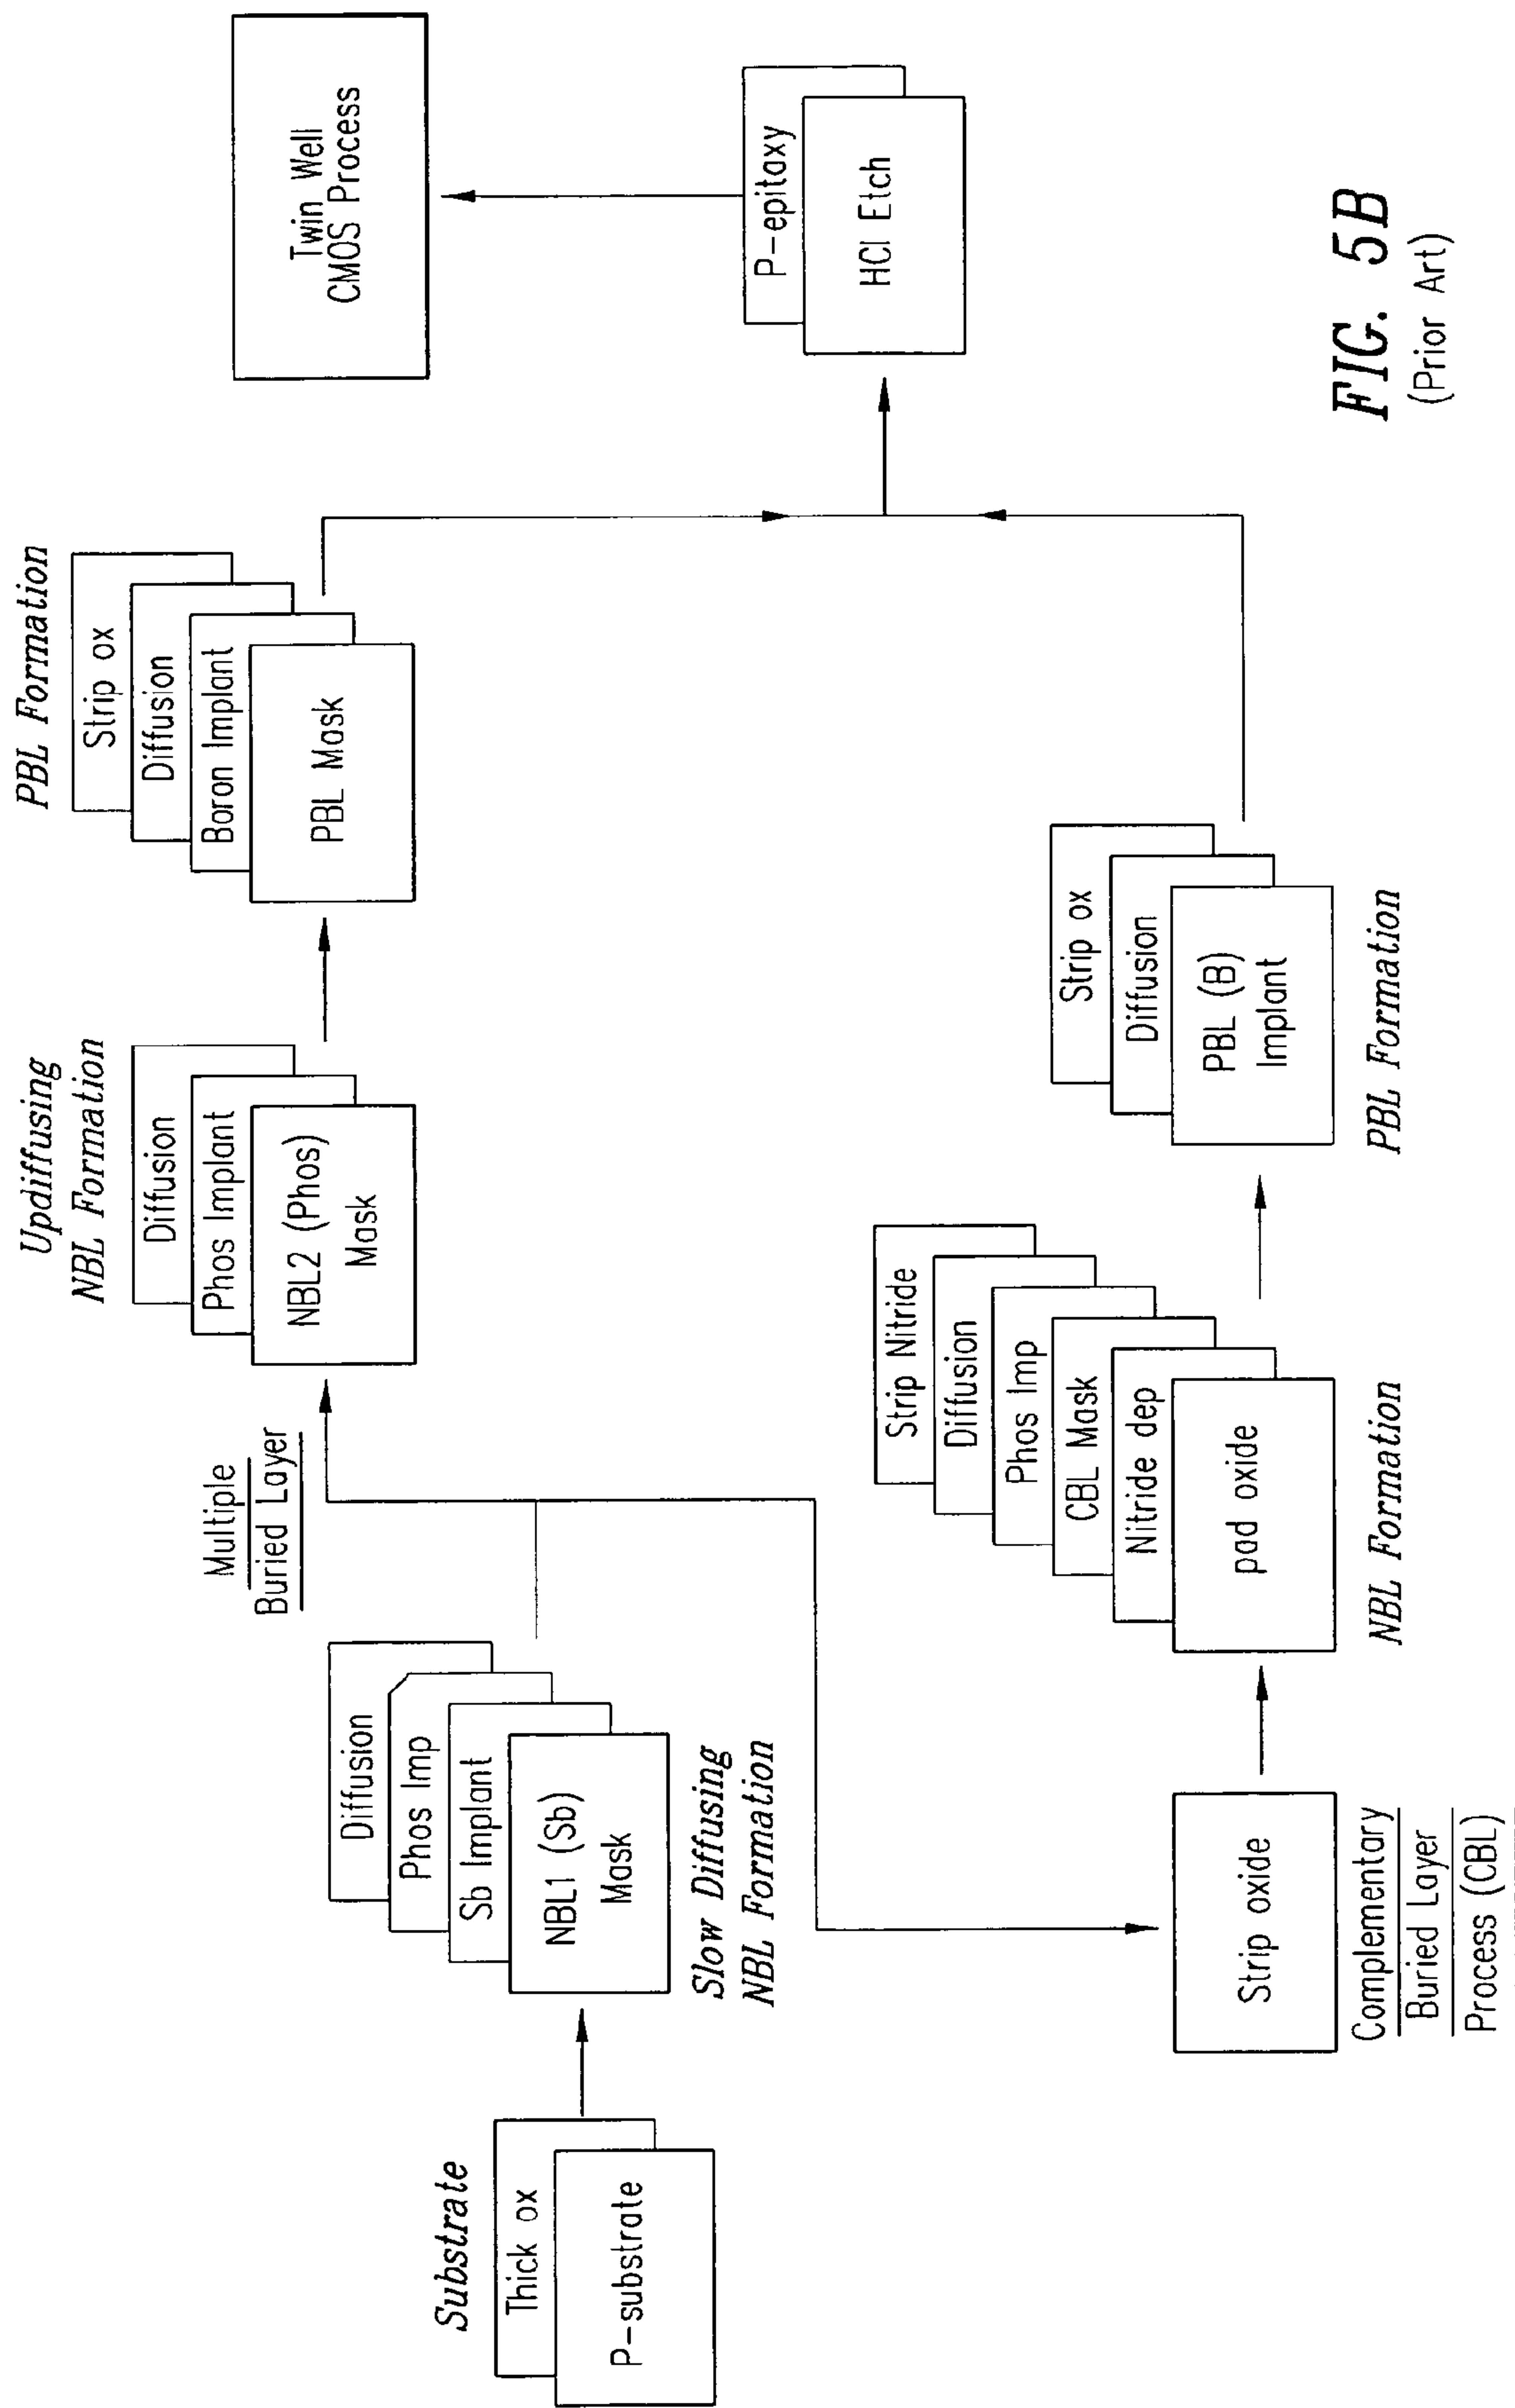 Substrate
Thick ox
P-substrate
Diffusion
Phos Imp
Sb Implant
NBL1 (Sb)
Mask
Slow Diffusing
NBL Formation
Multiple
Buried Layer
Updiffusing
NBL Formation
Diffusion
Phos Implant
NBL2 (Phos)
Mask
PBL Formation
Strip ox
Diffusion
Boron Implant
PBL Mask
Strip oxide
Complementary
Buried Layer
Process (CBL)
Strip Nitride
Diffusion
Phos Imp
CBL Mask
Nitride dep
pad oxide
NBL Formation
Strip ox
Diffusion
PBL (B)
Implant
PBL Formation
P-epitaxy
HCl Etch
Twin Well
CMOS Process
FIG. 5B
(Prior Art)